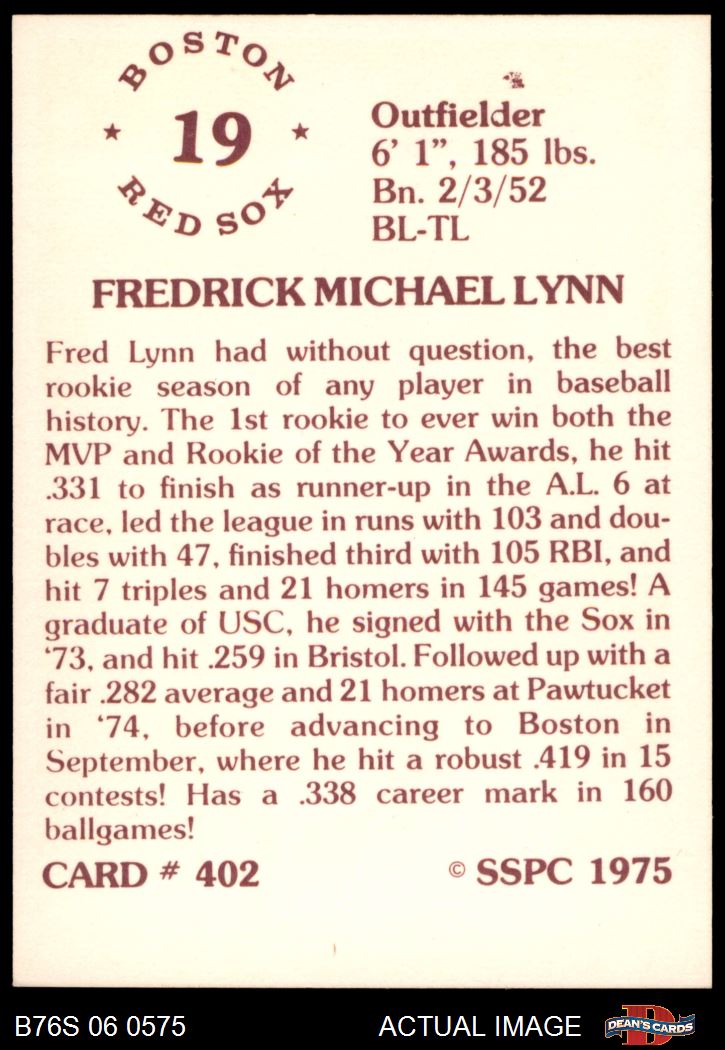 BOSTON
★ 19 ★
RED SOX
Outfielder
6' 1”, 185 lbs.
Bn. 2/3/52
BL-TL
FREDRICK MICHAEL LYNN
Fred Lynn had without question, the best
rookie season of any player in baseball
history. The 1st rookie to ever win both the
MVP and Rookie of the Year Awards, he hit
.331 to finish as runner-up in the A.L. 6 at
race, led the league in runs with 103 and dou-
bles with 47, finished third with 105 RBI, and
hit 7 triples and 21 homers in 145 games! A
graduate of USC, he signed with the Sox in
‘73, and hit .259 in Bristol. Followed up with a
fair .282 average and 21 homers at Pawtucket
in ‘74, before advancing to Boston in
September, where he hit a robust .419 in 15
contests! Has a .338 career mark in 160
ballgames!
CARD # 402 © SSPC 1975
B76S 06 0575 ACTUAL IMAGE DEAN'S CARDS